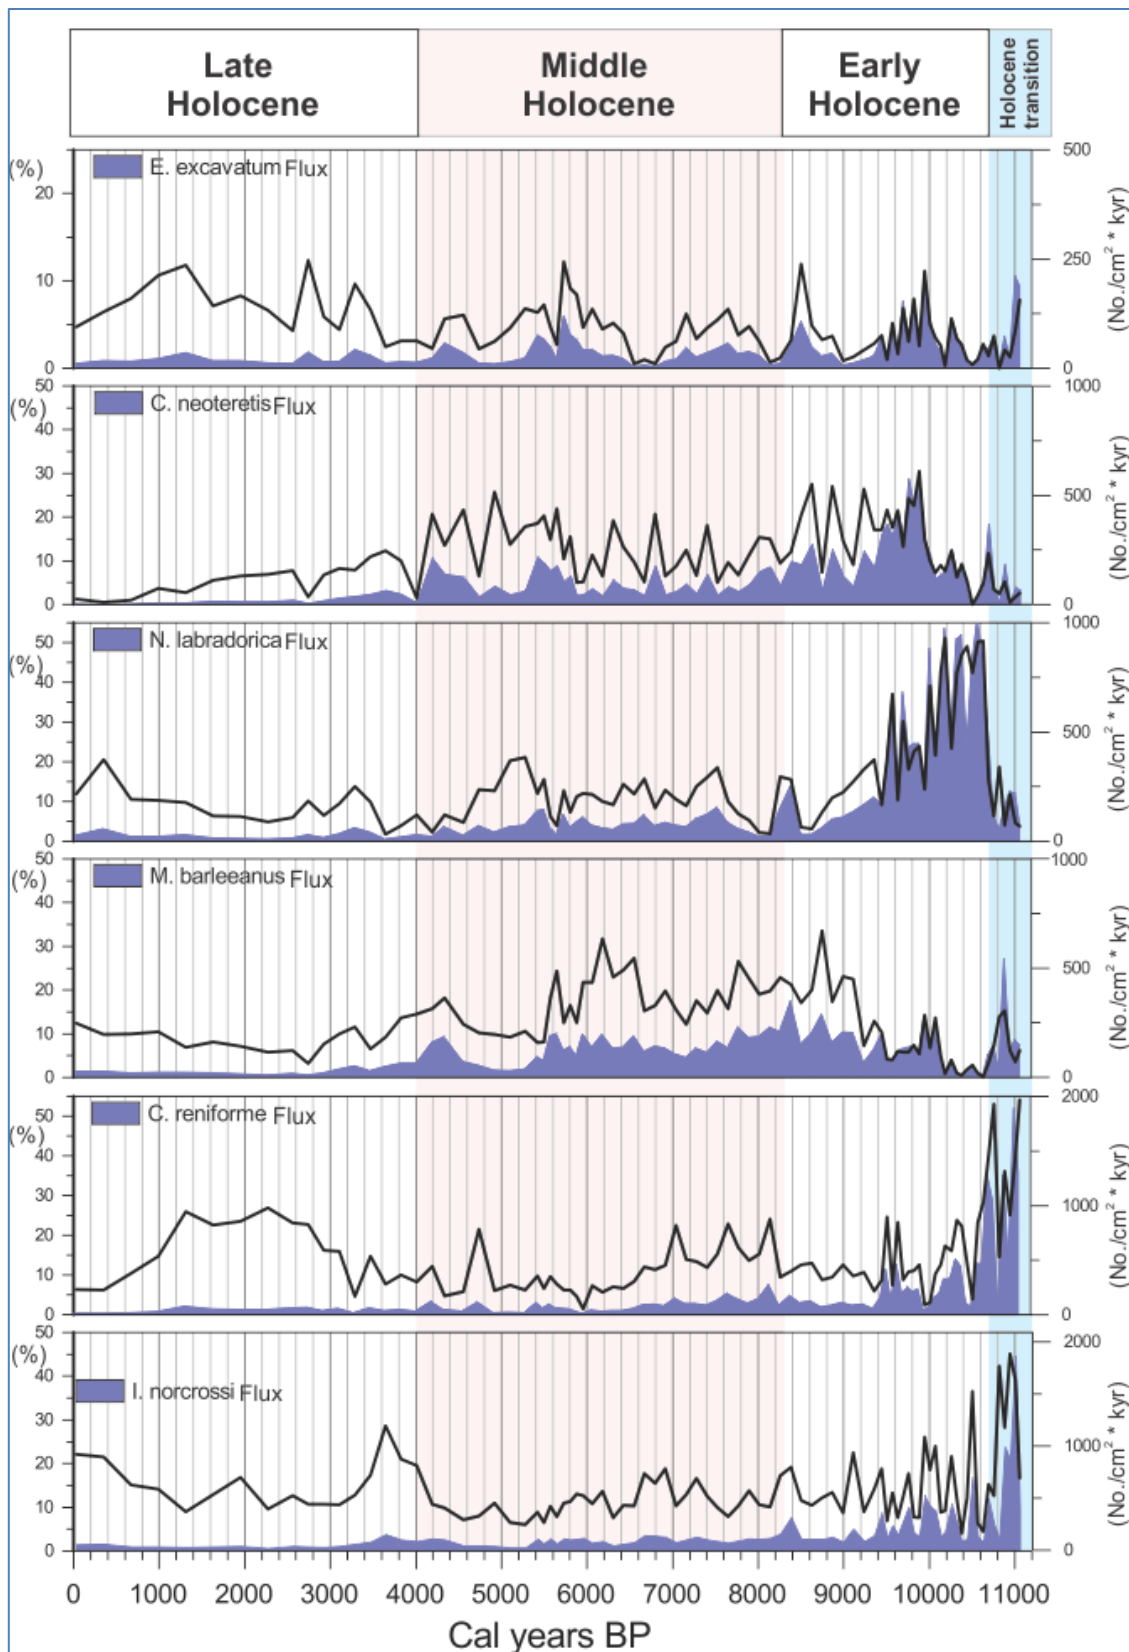 Late
Holocene
Middle
Holocene
Early
Holocene
Holocene
transition
(%)
20
10
0
E. excavatum Flux
500
250
0
(No./cm² * kyr)
(%)
50
40
30
20
10
0
C. neoteretis Flux
1000
500
0
(No./cm² * kyr)
(%)
50
40
30
20
10
0
N. labradorica Flux
1000
500
0
(No./cm² * kyr)
(%)
50
40
30
20
10
0
M. barleeanus Flux
1000
500
0
(No./cm² * kyr)
(%)
50
40
30
20
10
0
C. reniforme Flux
2000
1000
0
(No./cm² * kyr)
(%)
50
40
30
20
10
0
I. norcrossi Flux
2000
1000
0
(No./cm² * kyr)
0 1000 2000 3000 4000 5000 6000 7000 8000 9000 10000 11000
Cal years BP